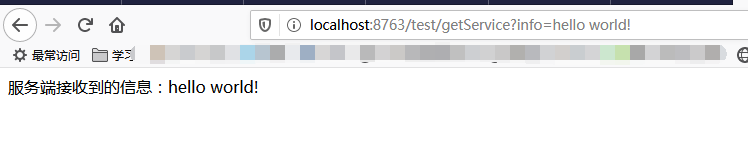 localhost:8763/test/getService?info=hello world!
最常访问 学习
服务端接收到的信息：hello world!